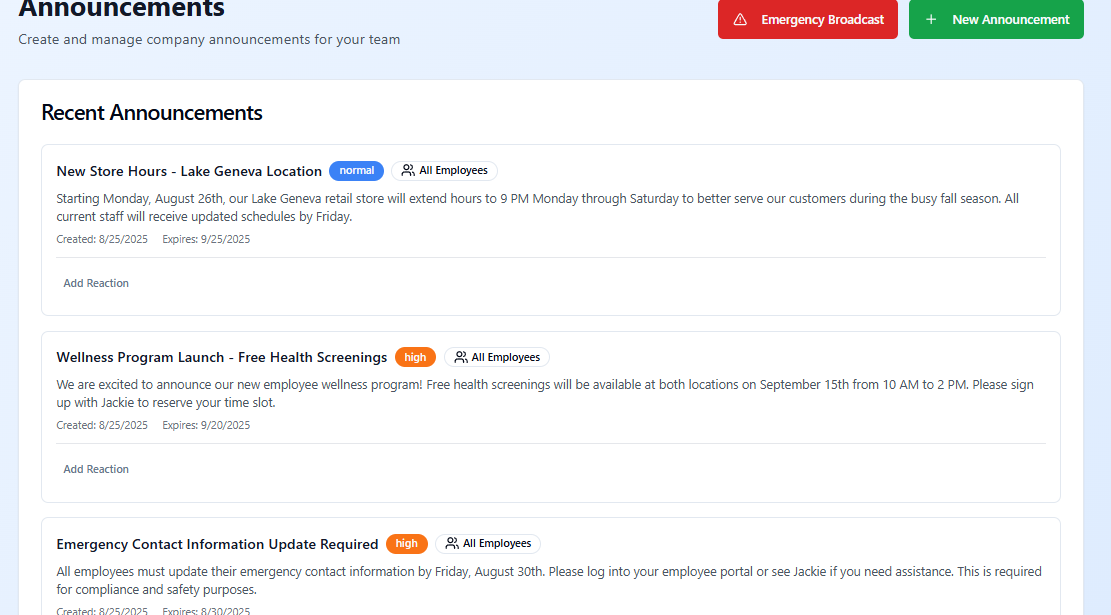 Announcements
Create and manage company announcements for your team
Emergency Broadcast
+ New Announcement
Recent Announcements
New Store Hours - Lake Geneva Location normal All Employees
Starting Monday, August 26th, our Lake Geneva retail store will extend hours to 9 PM Monday through Saturday to better serve our customers during the busy fall season. All
current staff will receive updated schedules by Friday.
Created: 8/25/2025 Expires: 9/25/2025
Add Reaction
Wellness Program Launch - Free Health Screenings high All Employees
We are excited to announce our new employee wellness program! Free health screenings will be available at both locations on September 15th from 10 AM to 2 PM. Please sign
up with Jackie to reserve your time slot.
Created: 8/25/2025 Expires: 9/20/2025
Add Reaction
Emergency Contact Information Update Required high All Employees
All employees must update their emergency contact information by Friday, August 30th. Please log into your employee portal or see Jackie if you need assistance. This is required
for compliance and safety purposes.
Created: 8/25/2025 Expires: 8/30/2025